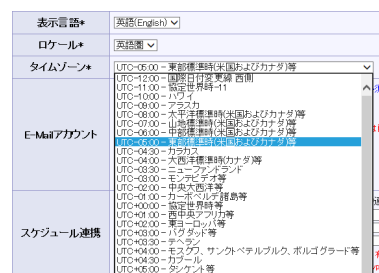 表示言語*
英語(English)
ロケール*
英語圏
タイムゾーン*
UTC-05:00 - 東部標準時(米国およびカナダ)等
UTC-12:00 - 国際日付変更線 西側
UTC-11:00 - 協定世界時-11
UTC-10:00 - ハワイ
UTC-09:00 - アラスカ
UTC-08:00 - 太平洋標準時(米国およびカナダ)等
UTC-07:00 - 山地標準時(米国およびカナダ)等
UTC-06:00 - 中部標準時(米国およびカナダ)等
UTC-05:00 - 東部標準時(米国およびカナダ)等
UTC-04:30 - カラカス
UTC-04:00 - 大西洋標準時(カナダ)等
UTC-03:30 - ニューファンドランド
UTC-03:00 - モンテビデオ等
UTC-02:00 - 中央大西洋等
UTC-01:00 - カーボベルデ諸島等
UTC+00:00 - 協定世界時等
UTC+01:00 - 西中央アフリカ等
UTC+02:00 - 東ヨーロッパ等
UTC+03:00 - バグダッド等
UTC+03:30 - テヘラン
UTC+04:00 - モスクワ、サンクトペテルブルク、ボルゴグラード等
UTC+04:30 - カブール
UTC+05:00 - タシケント等
E-Mailアカウント
スケジュール連携